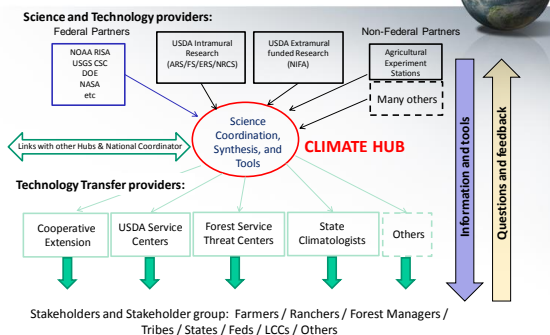 Science and Technology providers:
Federal Partners
Non-Federal Partners
NOAA RISA
USGS CSC
DOE
NASA
etc
USDA Intramural
Research
(ARS/FS/ERS/NRCS)
USDA Extramural
funded Research
(NIFA)
Agricultural
Experiment
Stations
Many others
Science
Coordination,
Synthesis, and
Tools
CLIMATE HUB
Links with other Hubs & National Coordinator
Information and tools
Questions and feedback
Technology Transfer providers:
Cooperative
Extension
USDA Service
Centers
Forest Service
Threat Centers
State
Climatologists
Others
Stakeholders and Stakeholder group: Farmers / Ranchers / Forest Managers /
Tribes / States / Feds / LCCs / Others